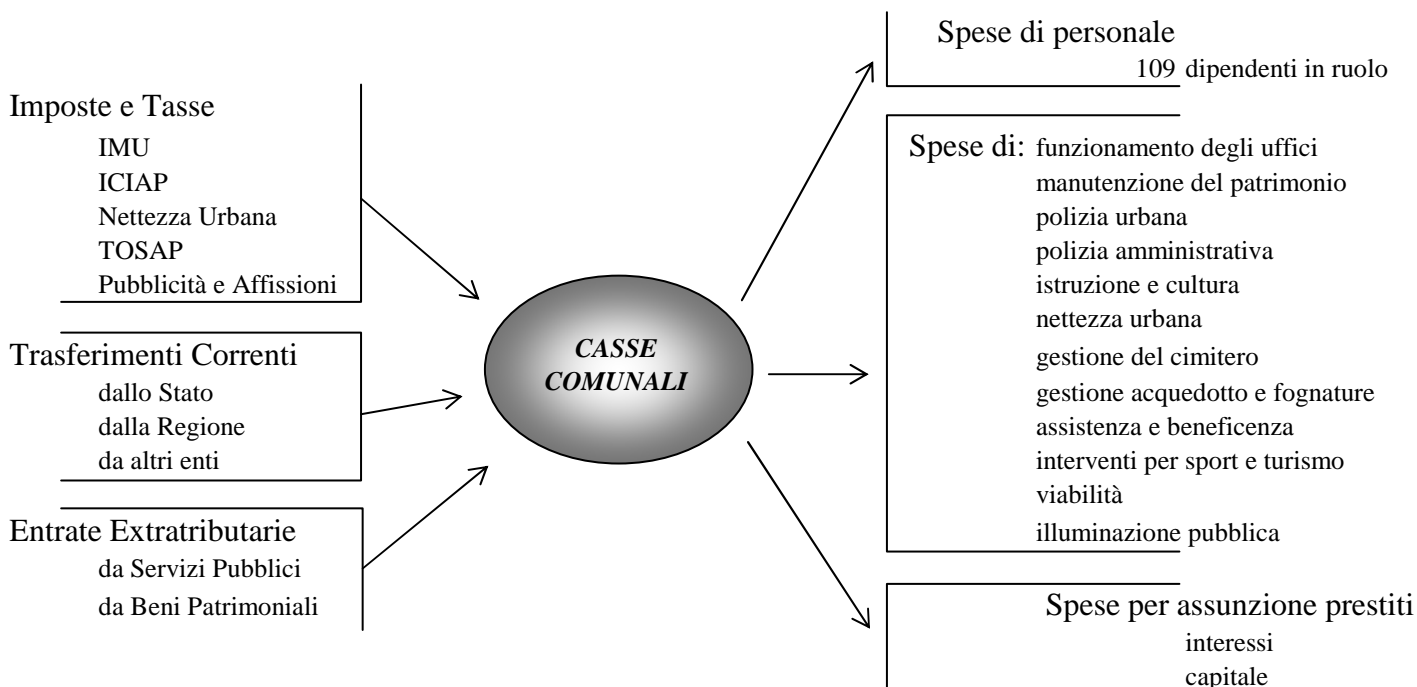 Imposte e Tasse
IMU
ICIAP
Nettezza Urbana
TOSAP
Pubblicità e Affissioni
Trasferimenti Correnti
dallo Stato
dalla Regione
da altri enti
Entrate Extratributarie
da Servizi Pubblici
da Beni Patrimoniali
CASSE
COMUNALI
Spese di personale
109 dipendenti in ruolo
Spese di: funzionamento degli uffici
manutenzione del patrimonio
polizia urbana
polizia amministrativa
istruzione e cultura
nettezza urbana
gestione del cimitero
gestione acquedotto e fognature
assistenza e beneficenza
interventi per sport e turismo
viabilità
illuminazione pubblica
Spese per assunzione prestiti
interessi
capitale